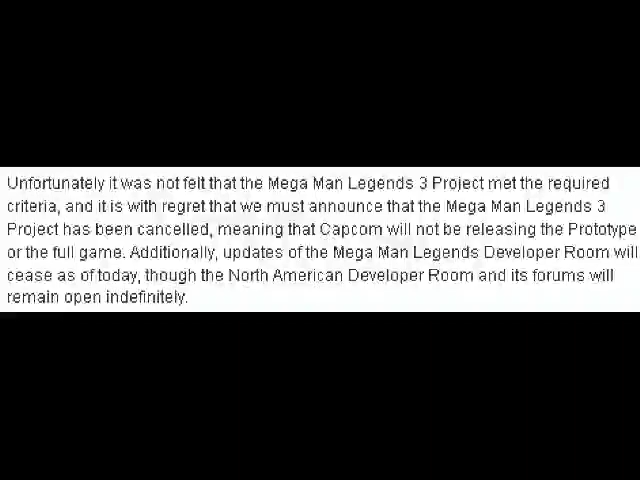 Unfortunately it was not felt that the Mega Man Legends 3 Project met the required
criteria, and it is with regret that we must announce that the Mega Man Legends 3
Project has been cancelled, meaning that Capcom will not be releasing the Prototype
or the full game. Additionally, updates of the Mega Man Legends Developer Room will
cease as of today, though the North American Developer Room and its forums will
remain open indefinitely.